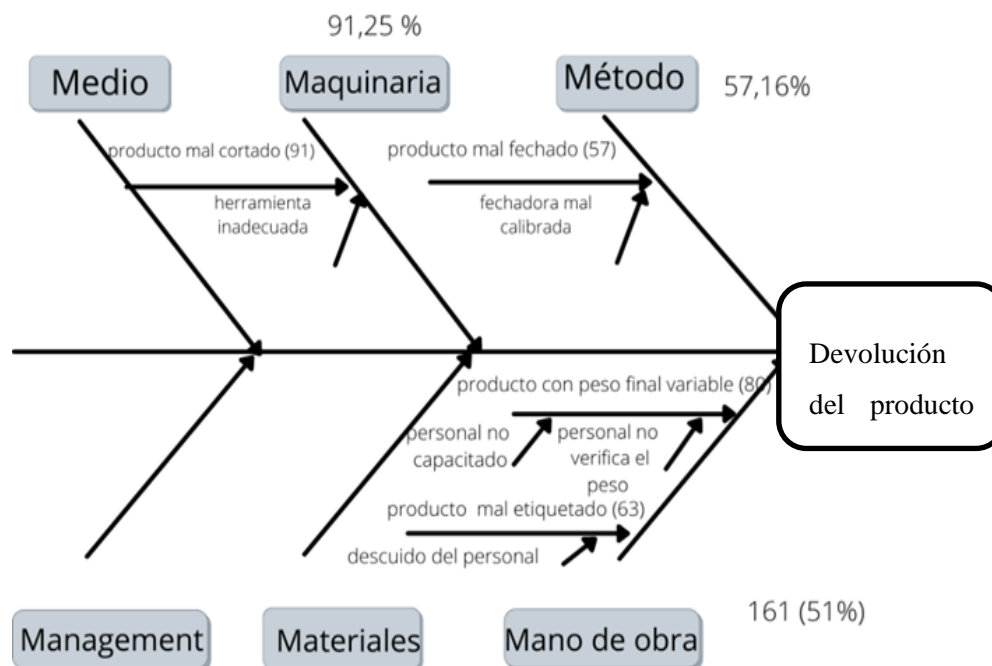 91,25 %
Medio
Maquinaria
Método
57,16%
producto mal cortado (91)
producto mal fechado (57)
herramienta
inadecuada
fechadora mal
calibrada
Devolución
del producto
producto con peso final variable (80)
personal no
capacitado
personal no
verifica el
peso
producto mal etiquetado (63)
descuido del personal
161 (51%)
Management
Materiales
Mano de obra